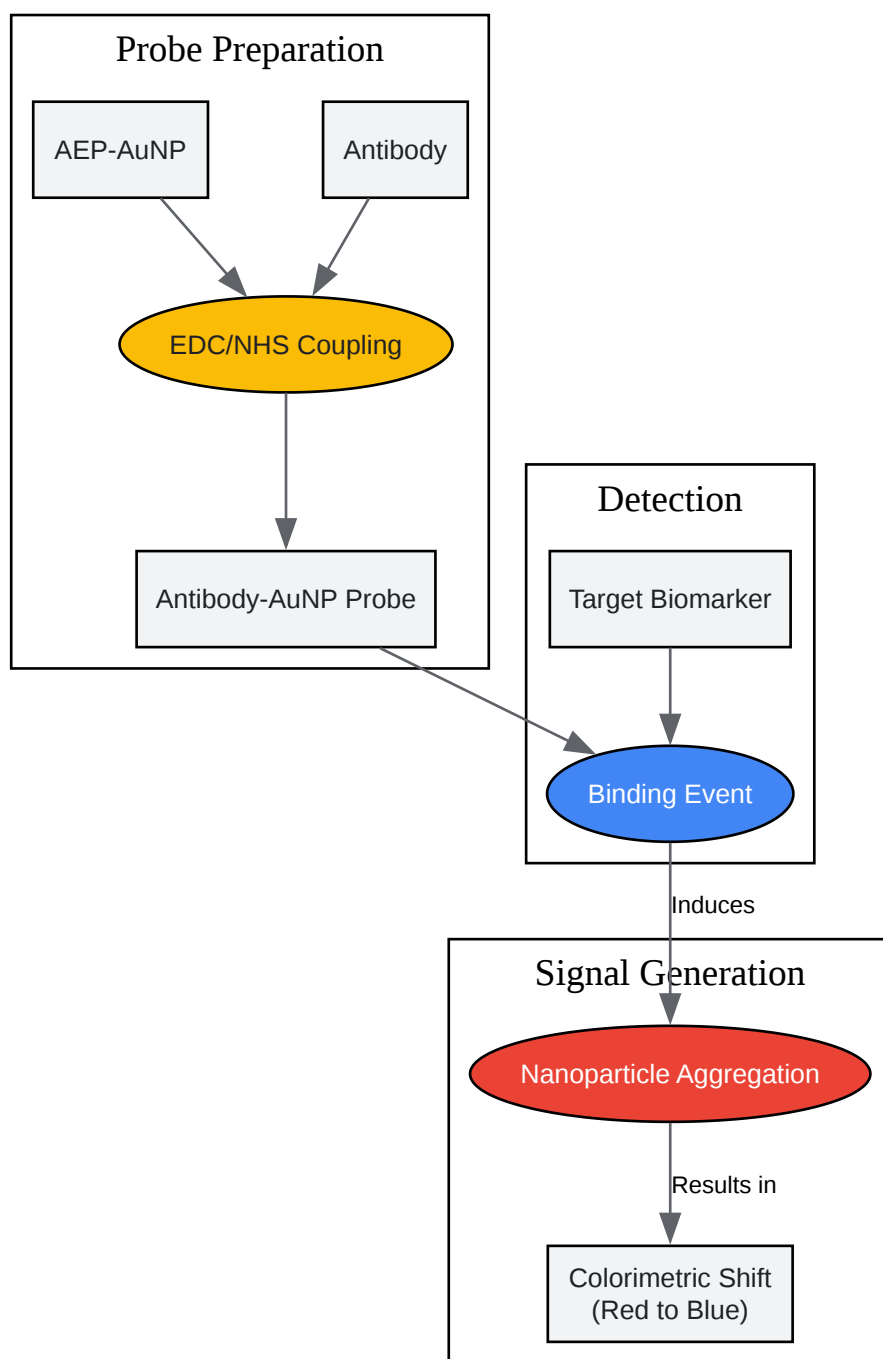 Probe Preparation
AEP-AuNP
Antibody
EDC/NHS Coupling
Antibody-AuNP Probe
Detection
Target Biomarker
Binding Event
Induces
Signal Generation
Nanoparticle Aggregation
Results in
Colorimetric Shift
(Red to Blue)